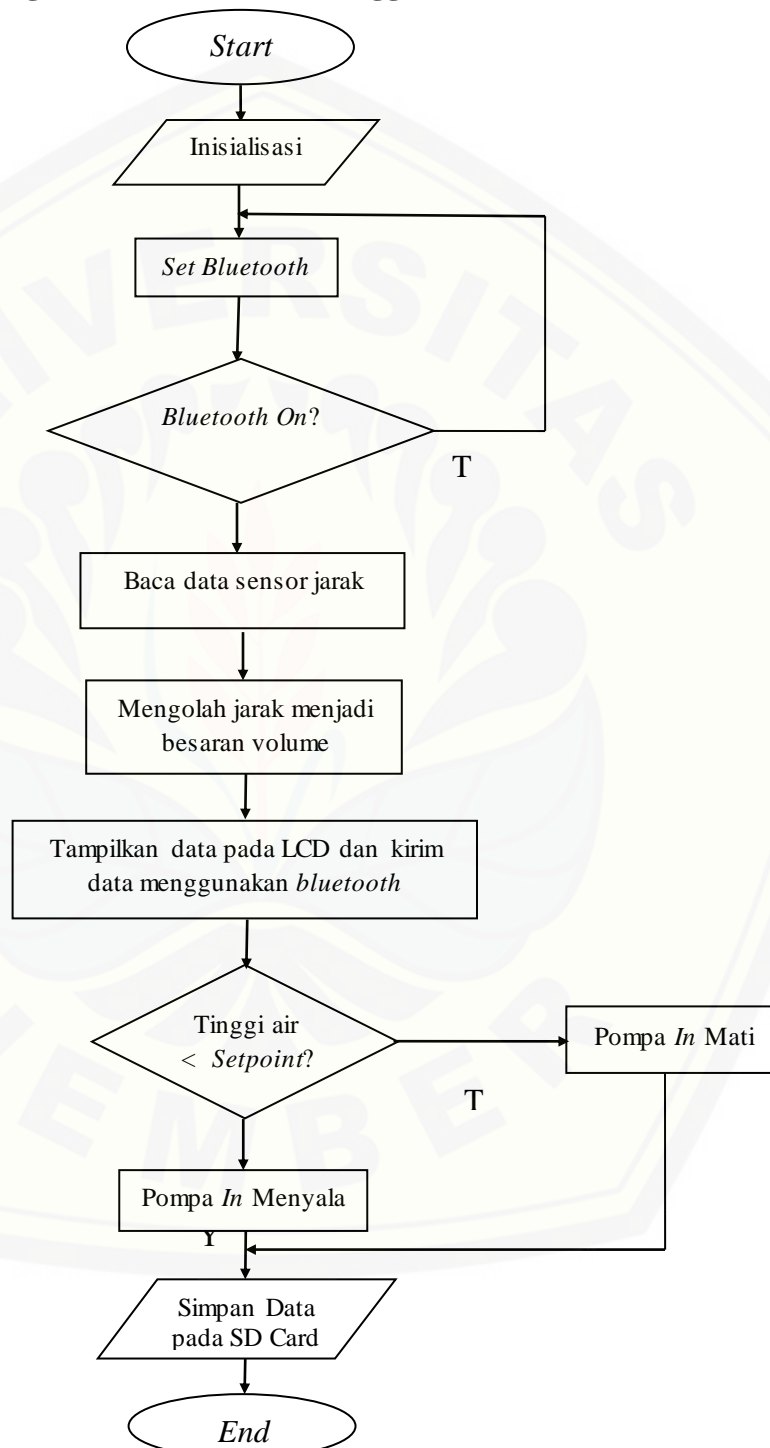 Start
Inisialisasi
Set Bluetooth
Bluetooth On?
T
Baca data sensor jarak
Mengolah jarak menjadi
besaran volume
Tampilkan data pada LCD dan kirim
data menggunakan bluetooth
Tinggi air
< Setpoint?
Pompa In Mati
T
Pompa In Menyala
Y
Simpan Data
pada SD Card
End
UNIVERSITAS
JEMBER